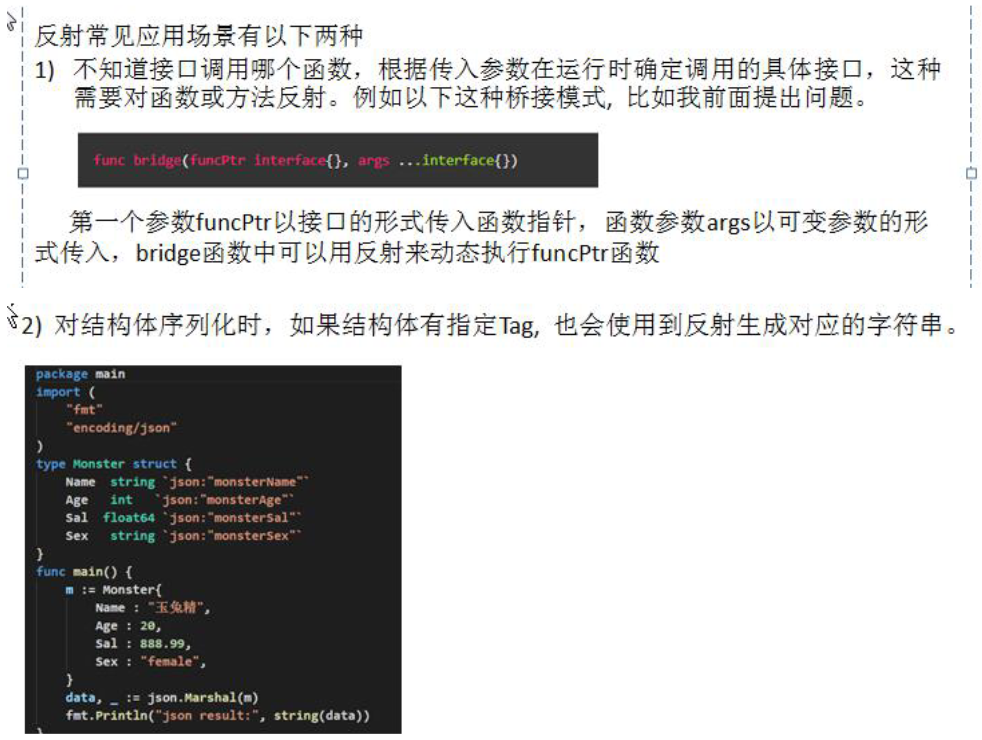 反射常见应用场景有以下两种
1) 不知道接口调用哪个函数，根据传入参数在运行时确定调用的具体接口，这种
需要对函数或方法反射。例如以下这种桥接模式, 比如我前面提出问题。
func bridge(funcPtr interface{}, args ...interface{})
第一个参数funcPtr以接口的形式传入函数指针，函数参数args以可变参数的形
式传入，bridge函数中可以用反射来动态执行funcPtr函数
2) 对结构体序列化时，如果结构体有指定Tag, 也会使用到反射生成对应的字符串。
package main
import (
"fmt"
"encoding/json"
)
type Monster struct {
Name string `json:"monsterName"`
Age int `json:"monsterAge"`
Sal float64 `json:"monsterSal"`
Sex string `json:"monsterSex"`
}
func main() {
m := Monster{
Name : "玉兔精",
Age : 20,
Sal : 888.99,
Sex : "female",
}
data, _ := json.Marshal(m)
fmt.Println("json result:", string(data))
}